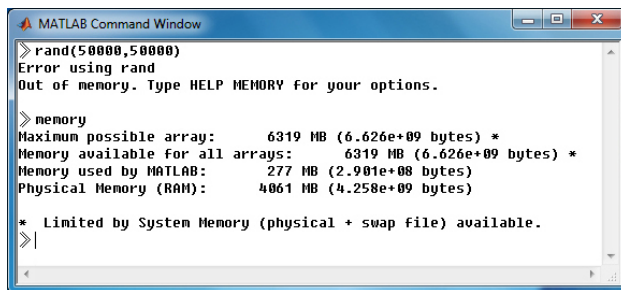 MATLAB Command Window
>> rand(50000,50000)
Error using rand
Out of memory. Type HELP MEMORY for your options.
>> memory
Maximum possible array: 6319 MB (6.626e+09 bytes) *
Memory available for all arrays: 6319 MB (6.626e+09 bytes) *
Memory used by MATLAB: 277 MB (2.901e+08 bytes)
Physical Memory (RAM): 4061 MB (4.258e+09 bytes)
* Limited by System Memory (physical + swap file) available.
>>